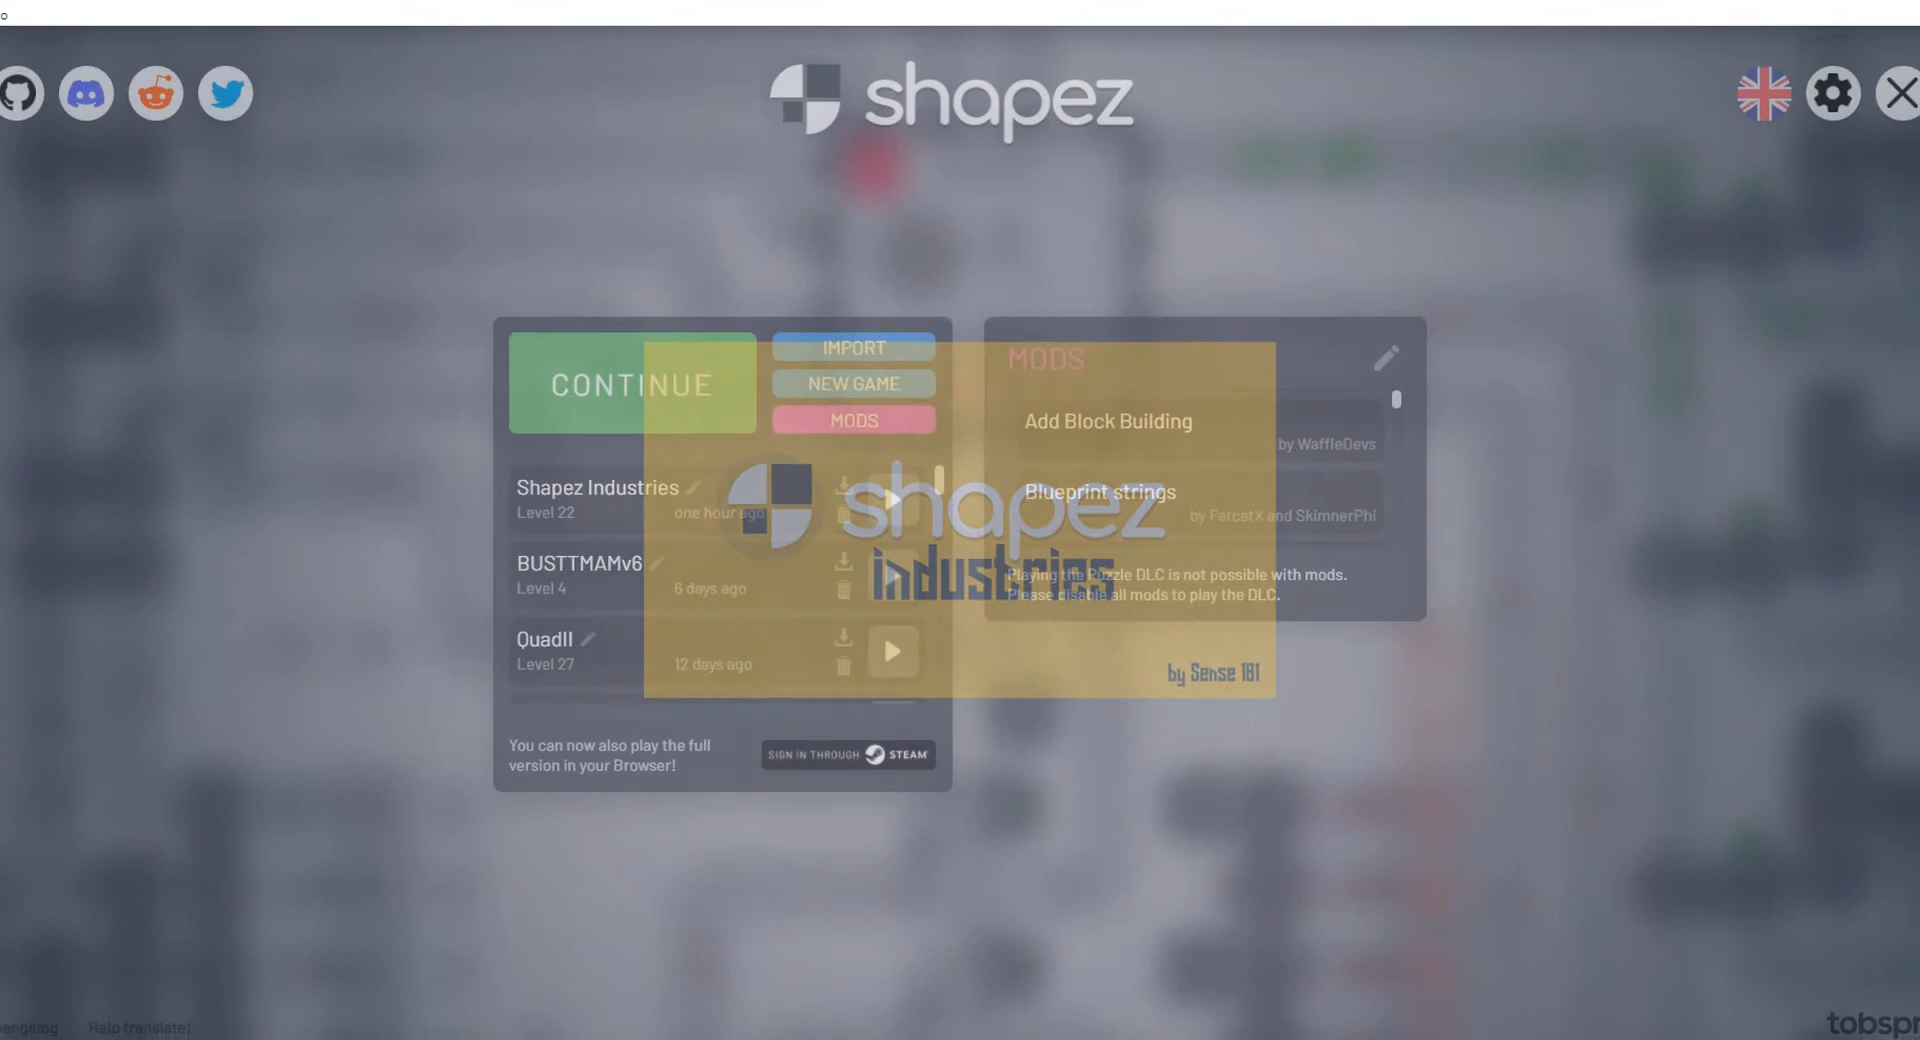 shapez
CONTINUE
IMPORT
NEW GAME
MODS
Shapez Industries
Level 22
one hour ago
BUSTTMAMv6
Level 4
6 days ago
QuadII
Level 27
12 days ago
You can now also play the full
version in your Browser!
SIGN IN THROUGH STEAM
MODS
Add Block Building
by WaffleDevs
Blueprint strings
by FatcatX and SkimnerPhi
Playing the Puzzle DLC is not possible with mods.
Please disable all mods to play the DLC.
shapez
industries
by Sense 181
angelog
Help translate!
tobspr